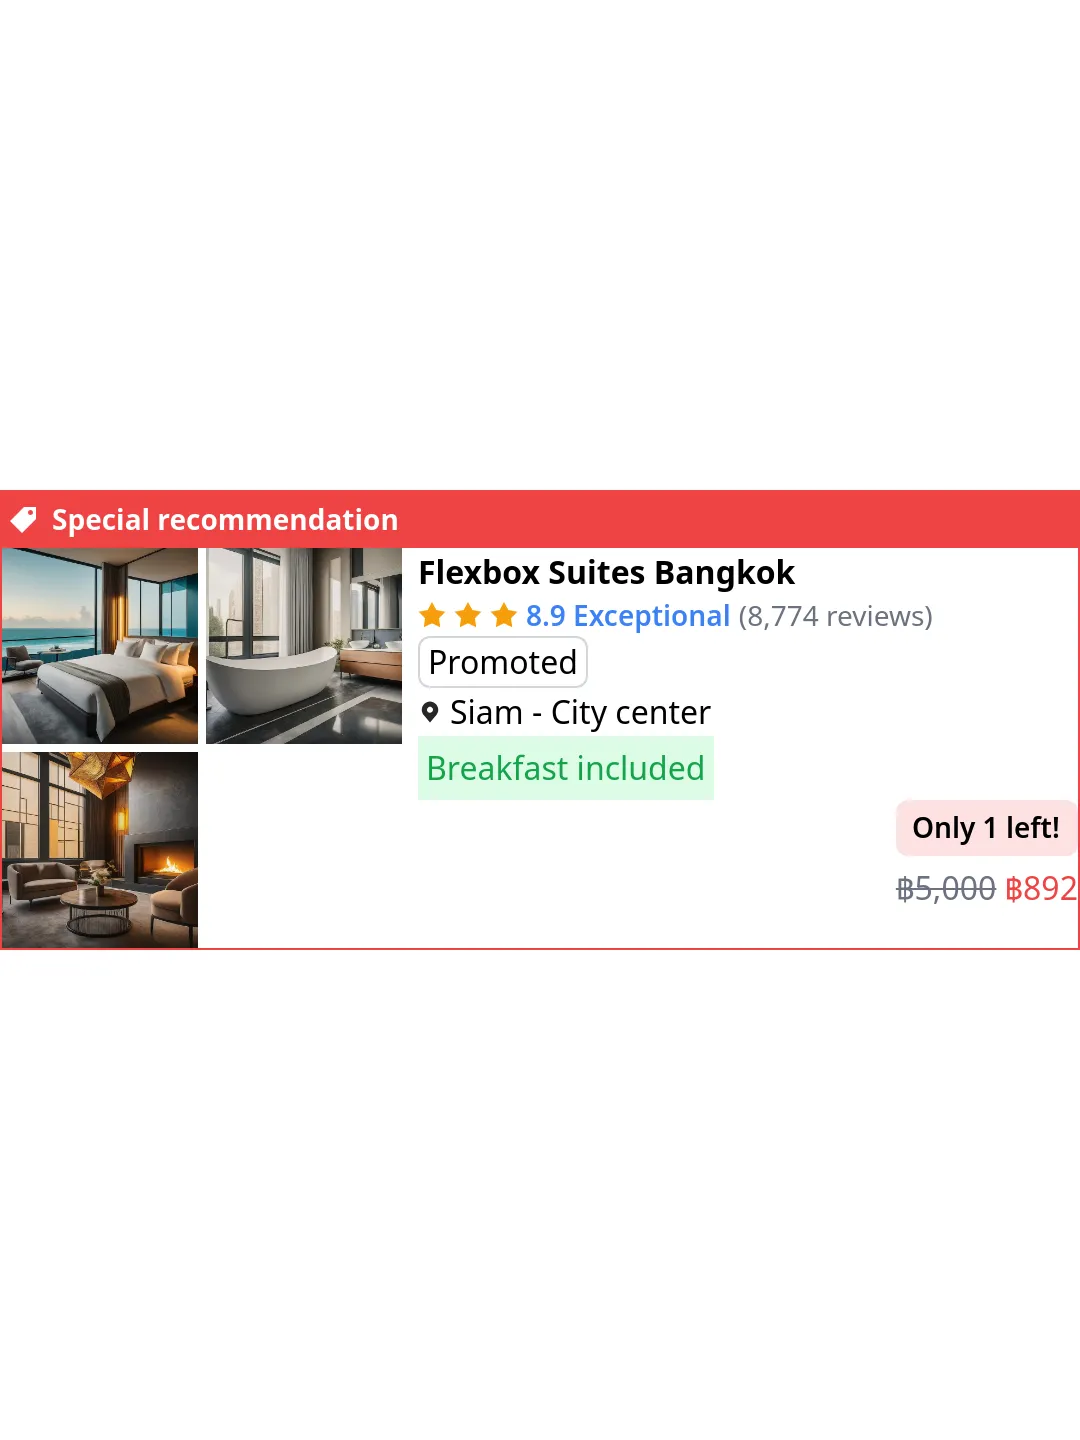 Special recommendation
Flexbox Suites Bangkok
8.9 Exceptional (8,774 reviews)
Promoted
Siam - City center
Breakfast included
Only 1 left!
฿5,000 ฿892